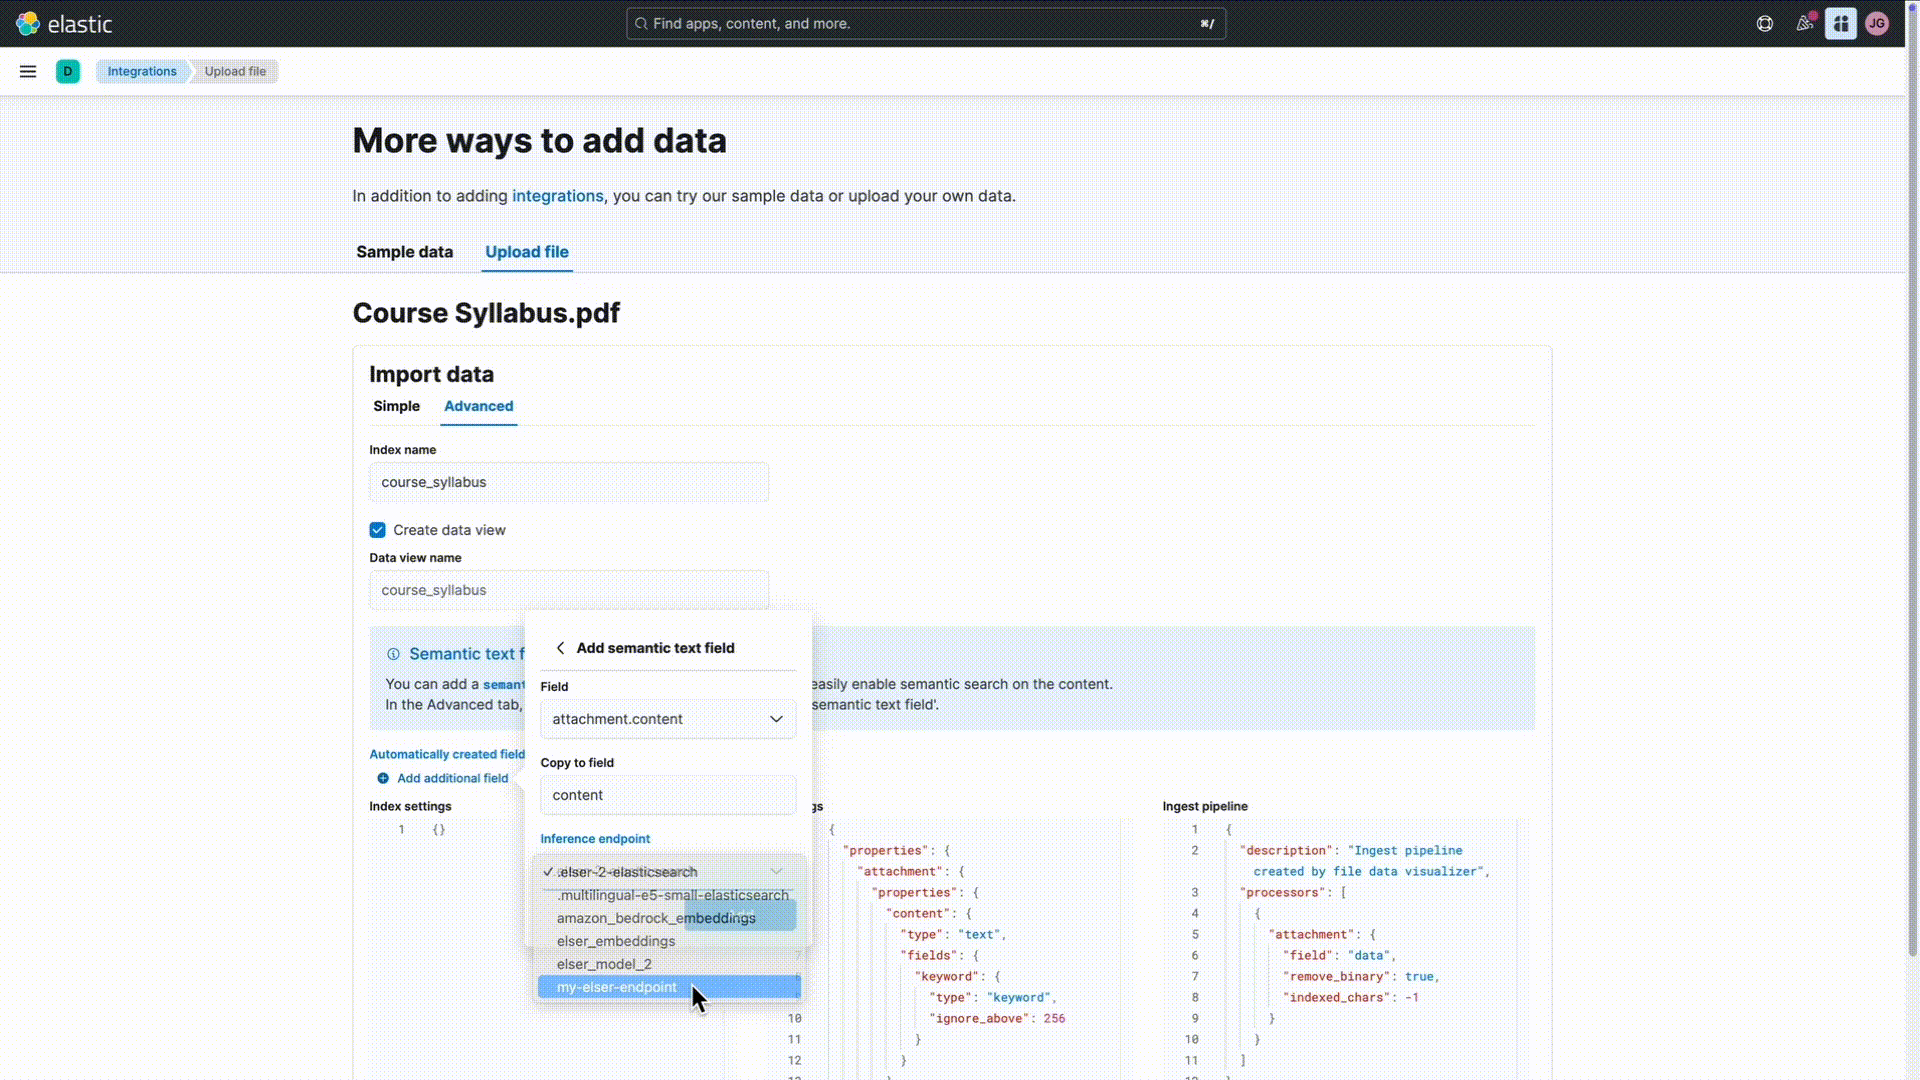 elastic
Find apps, content, and more.
⌘/
JG
D
Integrations
Upload file
More ways to add data
In addition to adding integrations, you can try our sample data or upload your own data.
Sample data
Upload file
Course Syllabus.pdf
Import data
Simple
Advanced
Index name
course_syllabus
Create data view
Data view name
course_syllabus
Semantic text f
You can add a semant
easily enable semantic search on the content.
In the Advanced tab,
semantic text field'.
Add semantic text field
Field
attachment.content
Copy to field
content
Inference endpoint
.elser-2-elasticsearch
.multilingual-e5-small-elasticsearch
amazon_bedrock_embeddings
elser_embeddings
elser_model_2
my-elser-endpoint
Automatically created field
Add additional field
Index settings
1 {}
gs
{
"properties": {
"attachment": {
"properties": {
"content": {
"type": "text",
7 "fields": {
"keyword": {
"type": "keyword",
10 "ignore_above": 256
11 }
12 }
Ingest pipeline
1 {
2 "description": "Ingest pipeline
created by file data visualizer",
3 "processors": [
4 {
5 "attachment": {
6 "field": "data",
7 "remove_binary": true,
8 "indexed_chars": -1
9 }
10 }
11 ]